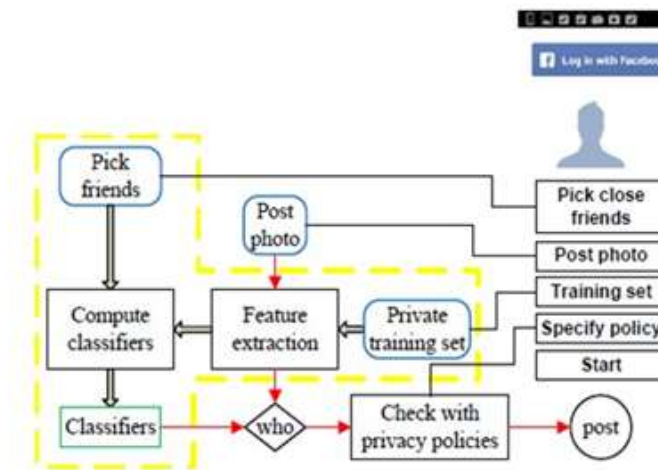 Log in with Facebook
Pick
friends
Post
photo
Pick close
friends
Post photo
Training set
Specify policy
Start
Compute
classifiers
Feature
extraction
Private
training set
Classifiers
who
Check with
privacy policies
post